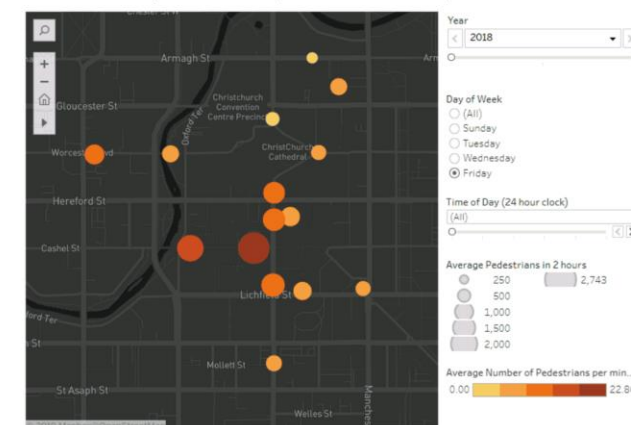 Armagh St
Gloucester St
Christchurch
Convention
Centre Precinct
Oxford Ter
ChristChurch
Cathedral
Hereford St
Cashel St
Lichfield St
Mollett St
St Asaph St
Welles St
Manches
Year
2018
Day of Week
(All)
Sunday
Tuesday
Wednesday
Friday
Time of Day (24 hour clock)
(All)
Average Pedestrians in 2 hours
250
2,743
500
1,000
1,500
2,000
Average Number of Pedestrians per min..
0.00
22.86